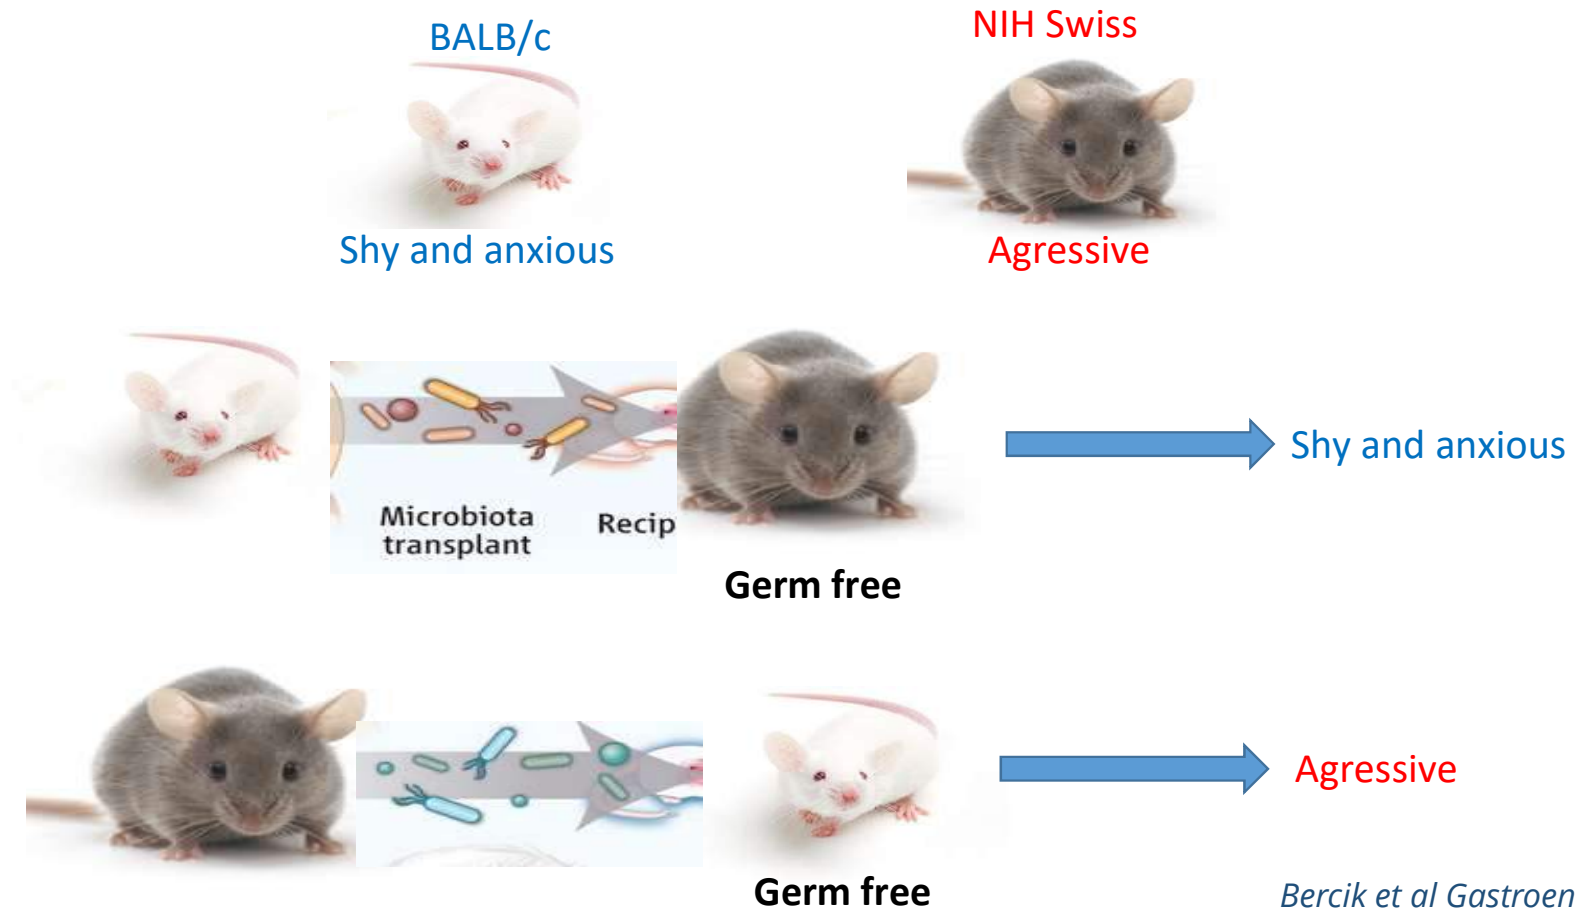 BALB/c
NIH Swiss
Shy and anxious
Agressive
Microbiota
transplant
Recip
Shy and anxious
Germ free
Agressive
Germ free
Bercik et al Gastroen